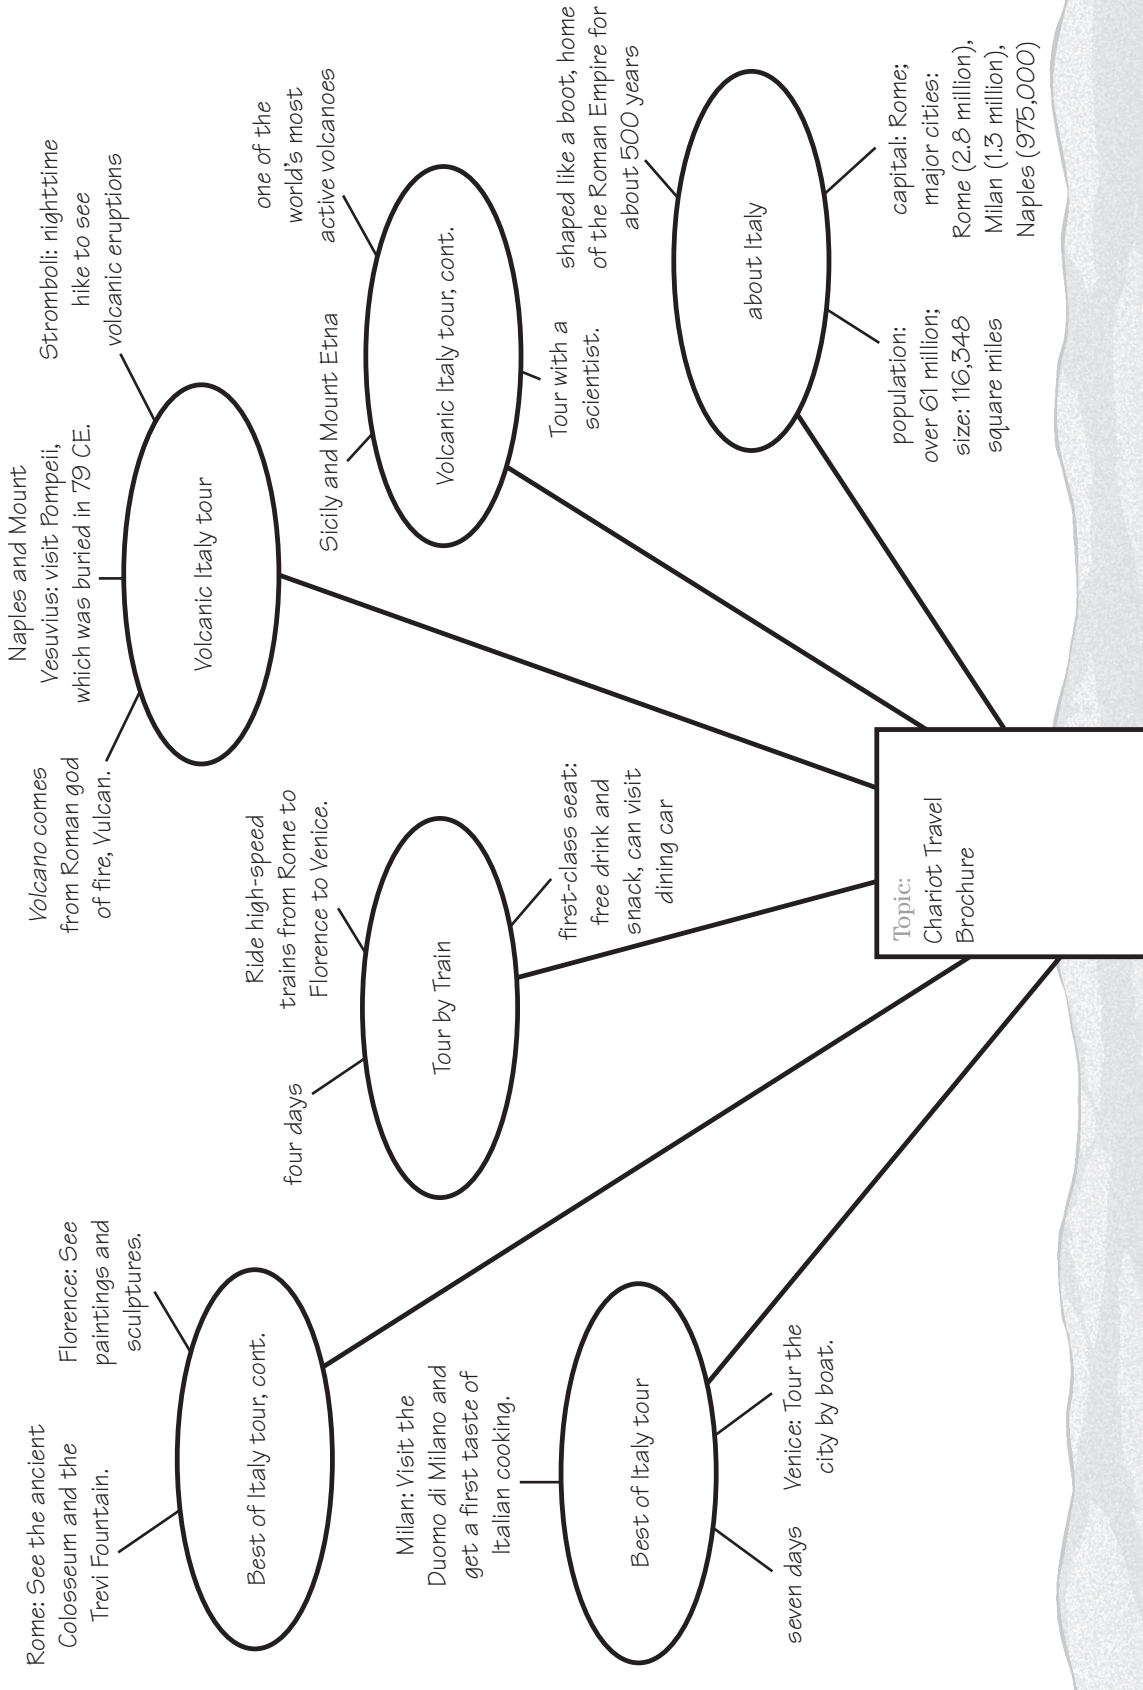 Rome: See the ancient
Colosseum and the
Trevi Fountain.
Florence: See
paintings and
sculptures.
Best of Italy tour, cont.
Milan: Visit the
Duomo di Milano and
get a first taste of
Italian cooking.
Best of Italy tour
seven days
Venice: Tour the
city by boat.
four days
Ride high-speed
trains from Rome to
Florence to Venice.
Tour by Train
first-class seat:
free drink and
snack, can visit
dining car
Volcano comes
from Roman god
of fire, Vulcan.
Naples and Mount
Vesuvius: visit Pompeii,
which was buried in 79 CE.
Stromboli: nighttime
hike to see
volcanic eruptions
Volcanic Italy tour
Sicily and Mount Etna
one of the
world's most
active volcanoes
Volcanic Italy tour, cont.
Tour with a
scientist.
shaped like a boot, home
of the Roman Empire for
about 500 years
about Italy
population:
over 61 million;
size: 116,348
square miles
capital: Rome;
major cities:
Rome (2.8 million),
Milan (1.3 million),
Naples (975,000)
Topic:
Chariot Travel
Brochure